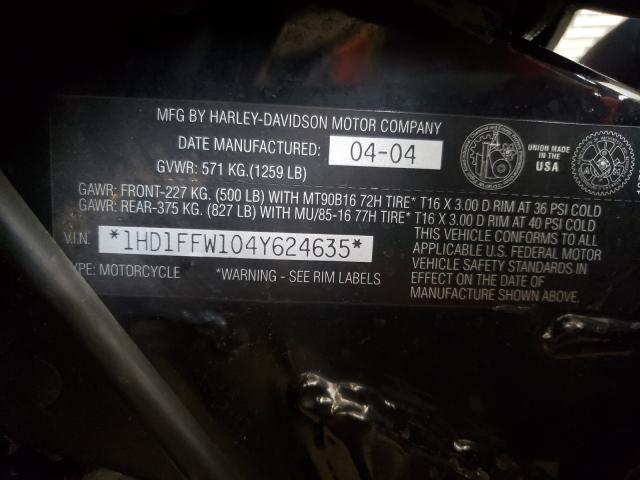 MFG BY HARLEY-DAVIDSON MOTOR COMPANY
DATE MANUFACTURED: 04-04
GVWR: 571 KG.(1259 LB)
UNION MADE IN THE USA
GAWR: FRONT-227 KG. (500 LB) WITH MT90B16 72H TIRE* T16 X 3.00 D RIM AT 36 PSI COLD
GAWR: REAR-375 KG. (827 LB) WITH MU/85-16 77H TIRE* T16 X 3.00 D RIM AT 40 PSI COLD
V.I.N. *1HD1FFW104Y624635*
THIS VEHICLE CONFORMS TO ALL
APPLICABLE U.S. FEDERAL MOTOR
VEHICLE SAFETY STANDARDS IN
EFFECT ON THE DATE OF
MANUFACTURE SHOWN ABOVE.
YPE: MOTORCYCLE *WARNING - SEE RIM LABELS